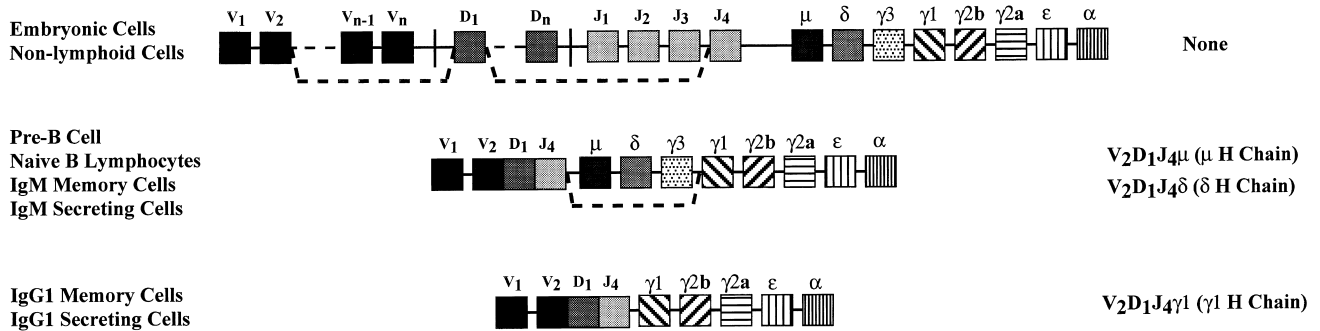 V1 V2 Vn-1 Vn D1 Dn J1 J2 J3 J4 μ δ γ3 γ1 γ2b γ2a ε α
Embryonic Cells
Non-lymphoid Cells
None
Pre-B Cell
Naive B Lymphocytes
IgM Memory Cells
IgM Secreting Cells
V1 V2 D1 J4 μ δ γ3 γ1 γ2b γ2a ε α
V2D1J4μ (μ H Chain)
V2D1J4δ (δ H Chain)
V1 V2 D1 J4 γ1 γ2b γ2a ε α
IgG1 Memory Cells
IgG1 Secreting Cells
V2D1J4γ1 (γ1 H Chain)